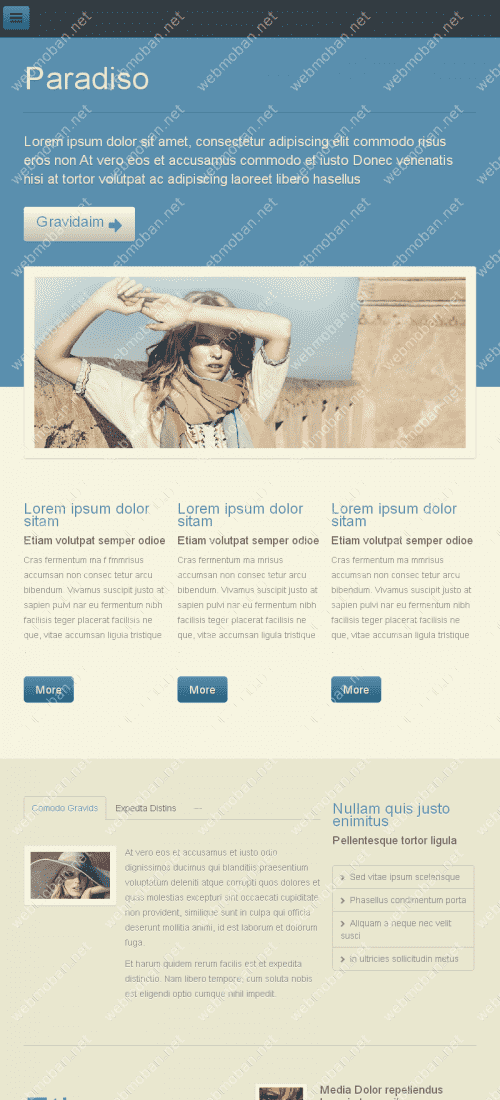 Paradiso
Lorem ipsum dolor sit amet, consectetur adipiscing elit commodo risus
eros non At vero eos et accusamus commodo et iusto Donec venenatis
nisi at tortor volutpat ac adipiscing laoreet libero hasellus
Gravidaim
Lorem ipsum dolor
sitam
Etiam volutpat semper odioe
Cras fermentum ma f mmrisus
accumsan non consec tetur arcu
bibendum. Vivamus suscipit justo at
sapien pulvi nar eu fermentum nibh
facilisis teger placerat facilisis ne
que, vitae accumsan ligula tristique
.
More
Lorem ipsum dolor
sitam
Etiam volutpat semper odioe
Cras fermentum ma mrisus
accumsan non consec tetur arcu
bibendum. Vivamus suscipit justo at
sapien pulvi nar eu fermentum nibh
facilisis teger placerat facilisis ne
que, vitae accumsan ligula tristique
.
More
Lorem ipsum dolor
sitam
Etiam volutpat semper odioe
Cras fermentum ma mmrisus
accumsan non consec tetur arcu
bibendum. Vivamus suscipit justo at
sapien pulvi nar eu fermentum nibh
facilisis teger placerat facilisis ne
que, vitae accumsan ligula tristique
.
More
Comodo Gravids
Expedta Distins
---
At vero eos et accusamus et iusto odio
dignissimos ducimus qui blanditiis praesentium
voluptatum deleniti atque corrupti quos dolores et
quas molestias excepturi sint occaecati cupiditate
non provident, similique sunt in culpa qui officia
deserunt mollitia animi, id est laborum et dolorum
fuga.
Et harum quidem rerum facilis est et expedita
distinctio. Nam libero tempore, cum soluta nobis
est eligendi optio cumque nihil impedit.
Nullam quis justo
enimitus
Pellentesque tortor ligula
Sed vitae ipsum scelerisque
Phasellus condimentum porta
Aliquam a neque nec velit
susci
In ultricies sollicitudin metus
Media Dolor repeliendus
webmoban.net